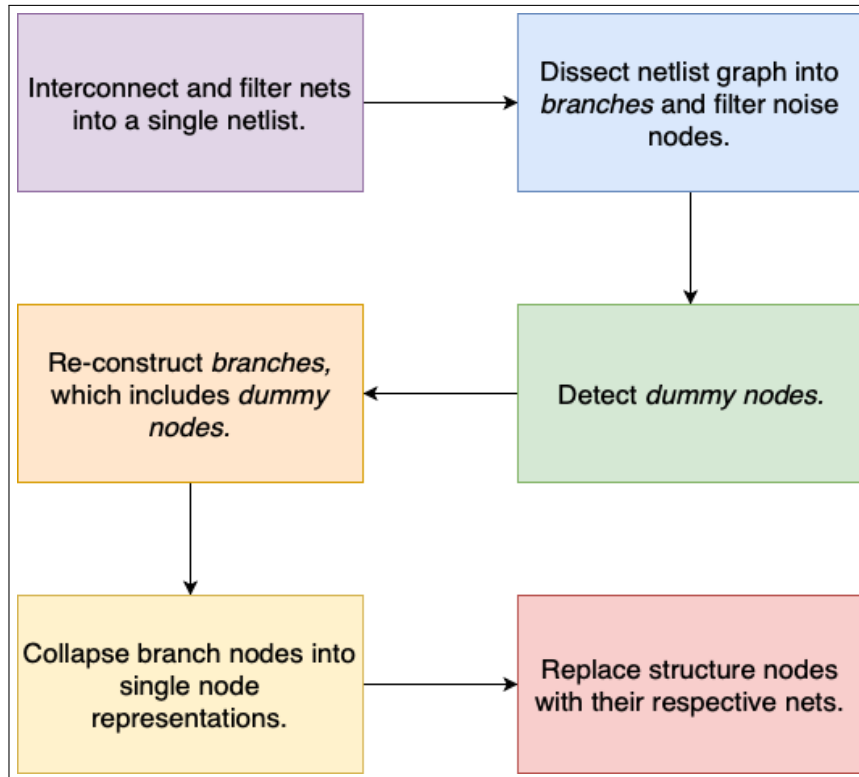 Interconnect and filter nets
into a single netlist.
Dissect netlist graph into
branches and filter noise
nodes.
Detect dummy nodes.
Re-construct branches,
which includes dummy
nodes.
Collapse branch nodes into
single node
representations.
Replace structure nodes
with their respective nets.